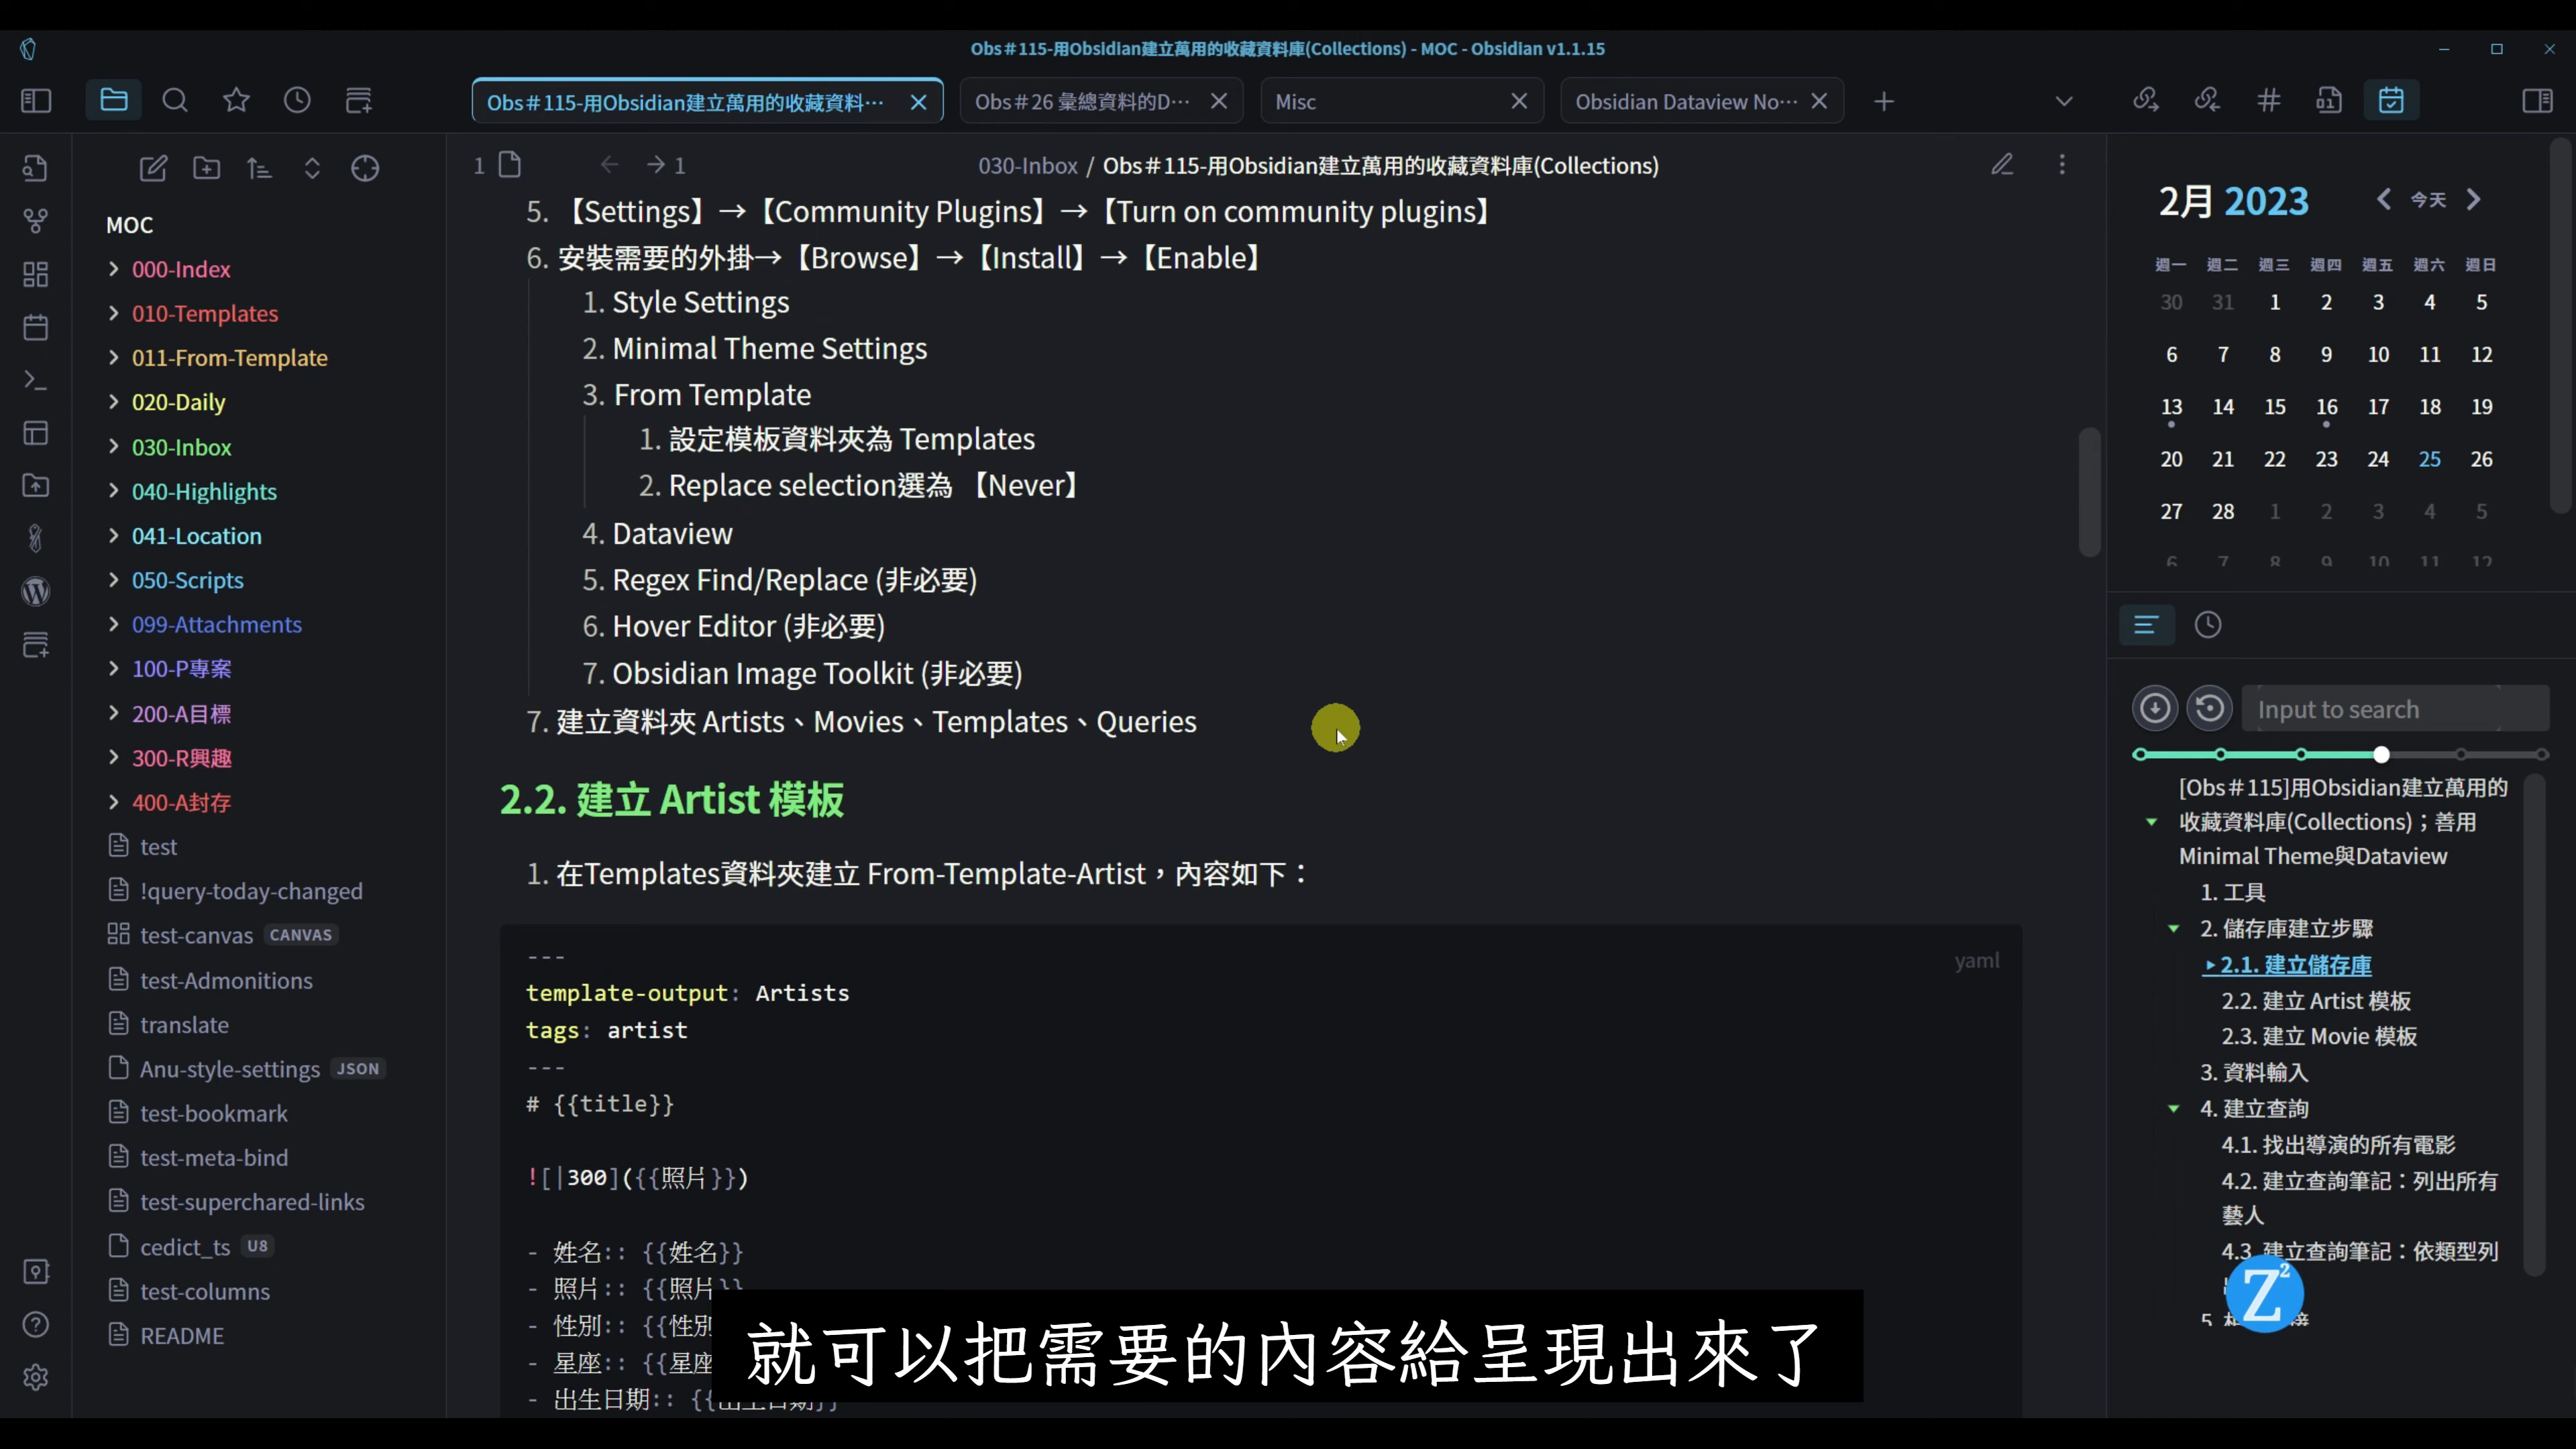 Obs#115-用Obsidian建立萬用的收藏資料庫(Collections) - MOC - Obsidian v1.1.15
Obs#115-用Obsidian建立萬用的收藏資料…
Obs#26 彙總資料的D…
Misc
Obsidian Dataview No…
MOC
000-Index
010-Templates
011-From-Template
020-Daily
030-Inbox
040-Highlights
041-Location
050-Scripts
099-Attachments
100-P專案
200-A目標
300-R興趣
400-A封存
test
!query-today-changed
test-canvas CANVAS
test-Admonitions
translate
Anu-style-settings JSON
test-bookmark
test-meta-bind
test-superchared-links
cedict_ts U8
test-columns
README
1
1
030-Inbox / Obs#115-用Obsidian建立萬用的收藏資料庫(Collections)
5. 【Settings】→【Community Plugins】→【Turn on community plugins】
6. 安裝需要的外掛→【Browse】→【Install】→【Enable】
1. Style Settings
2. Minimal Theme Settings
3. From Template
1. 設定模板資料夾為 Templates
2. Replace selection選為 【Never】
4. Dataview
5. Regex Find/Replace (非必要)
6. Hover Editor (非必要)
7. Obsidian Image Toolkit (非必要)
7. 建立資料夾 Artists、Movies、Templates、Queries
2.2. 建立 Artist 模板
1. 在Templates資料夾建立 From-Template-Artist，內容如下：
yaml
---
template-output: Artists
tags: artist
---
# {{title}}
![|300]({{照片}})
- 姓名:: {{姓名}}
- 照片:: {{照片}}
- 性別:: {{性別
- 星座:: {{星座
- 出生日期:: {{出生日期}}
就可以把需要的內容給呈現出來了
2月 2023
今天
週一 週二 週三 週四 週五 週六 週日
30 31 1 2 3 4 5
6 7 8 9 10 11 12
13 14 15 16 17 18 19
20 21 22 23 24 25 26
27 28 1 2 3 4 5
6 7 8 9 10 11 12
Input to search
[Obs#115]用Obsidian建立萬用的
收藏資料庫(Collections)；善用
Minimal Theme與Dataview
1. 工具
2. 儲存庫建立步驟
2.1. 建立儲存庫
2.2. 建立 Artist 模板
2.3. 建立 Movie 模板
3. 資料輸入
4. 建立查詢
4.1. 找出導演的所有電影
4.2. 建立查詢筆記：列出所有
藝人
4.3. 建立查詢筆記：依類型列
Z2
5.